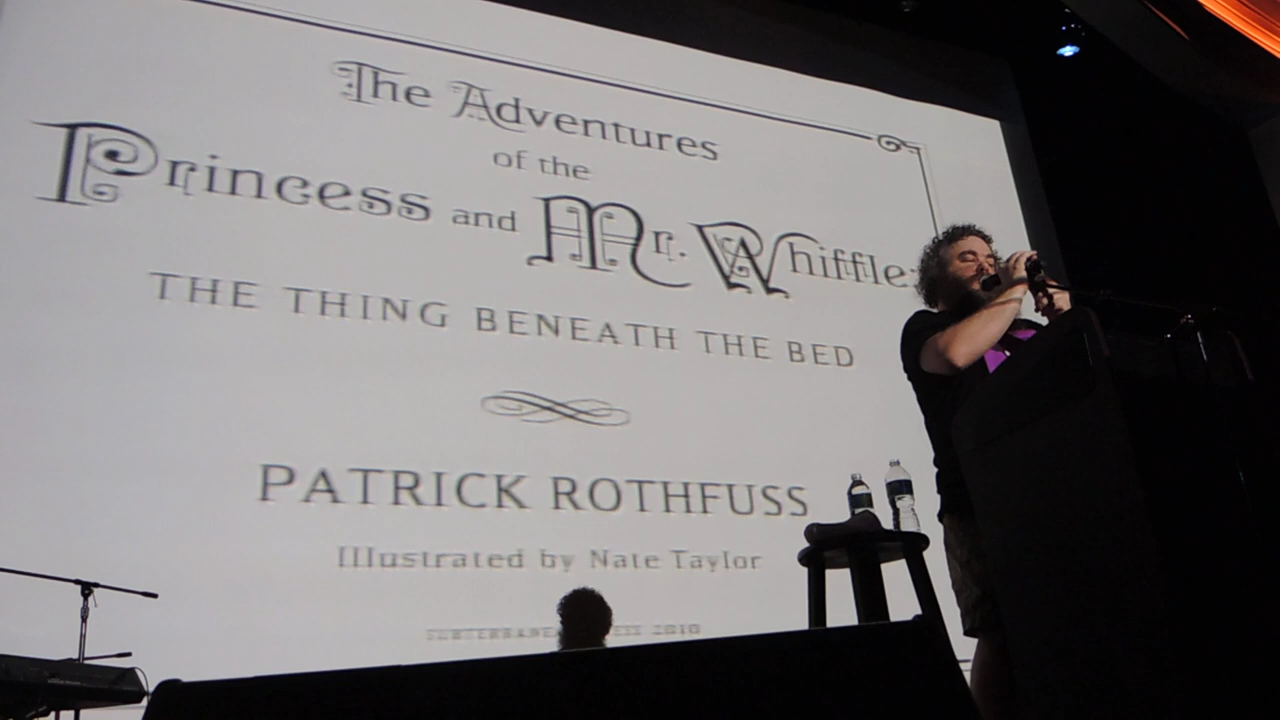 The Adventures
of the
Princess and Mr. Whiffle:
THE THING BENEATH THE BED
PATRICK ROTHFUSS
Illustrated by Nate Taylor
2010